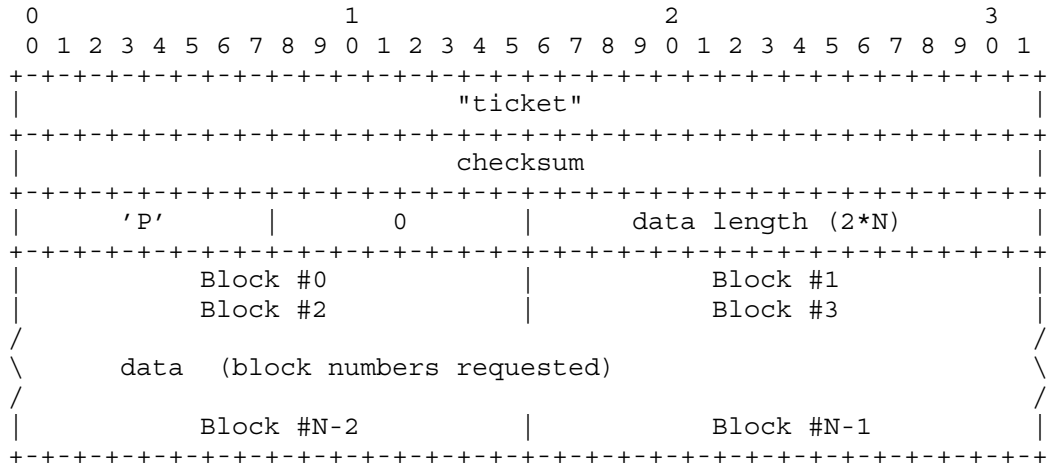 0                   1                   2                   3
 0 1 2 3 4 5 6 7 8 9 0 1 2 3 4 5 6 7 8 9 0 1 2 3 4 5 6 7 8 9 0 1
+-+-+-+-+-+-+-+-+-+-+-+-+-+-+-+-+-+-+-+-+-+-+-+-+-+-+-+-+-+-+-+-+
|                           "ticket"                            |
+-+-+-+-+-+-+-+-+-+-+-+-+-+-+-+-+-+-+-+-+-+-+-+-+-+-+-+-+-+-+-+-+
|                           checksum                            |
+-+-+-+-+-+-+-+-+-+-+-+-+-+-+-+-+-+-+-+-+-+-+-+-+-+-+-+-+-+-+-+-+
|      ’P’      |       0       |      data length (2*N)        |
+-+-+-+-+-+-+-+-+-+-+-+-+-+-+-+-+-+-+-+-+-+-+-+-+-+-+-+-+-+-+-+-+
|           Block #0            |           Block #1            |
|           Block #2            |           Block #3            |
/                                                               /
\      data  (block numbers requested)                          \
/                                                               /
|           Block #N-2          |           Block #N-1          |
+-+-+-+-+-+-+-+-+-+-+-+-+-+-+-+-+-+-+-+-+-+-+-+-+-+-+-+-+-+-+-+-+